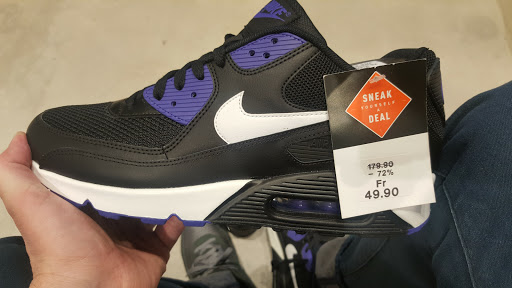 SNEAK
YOURSELF
A
DEAL
179.90
- 72%
Fr
49.90